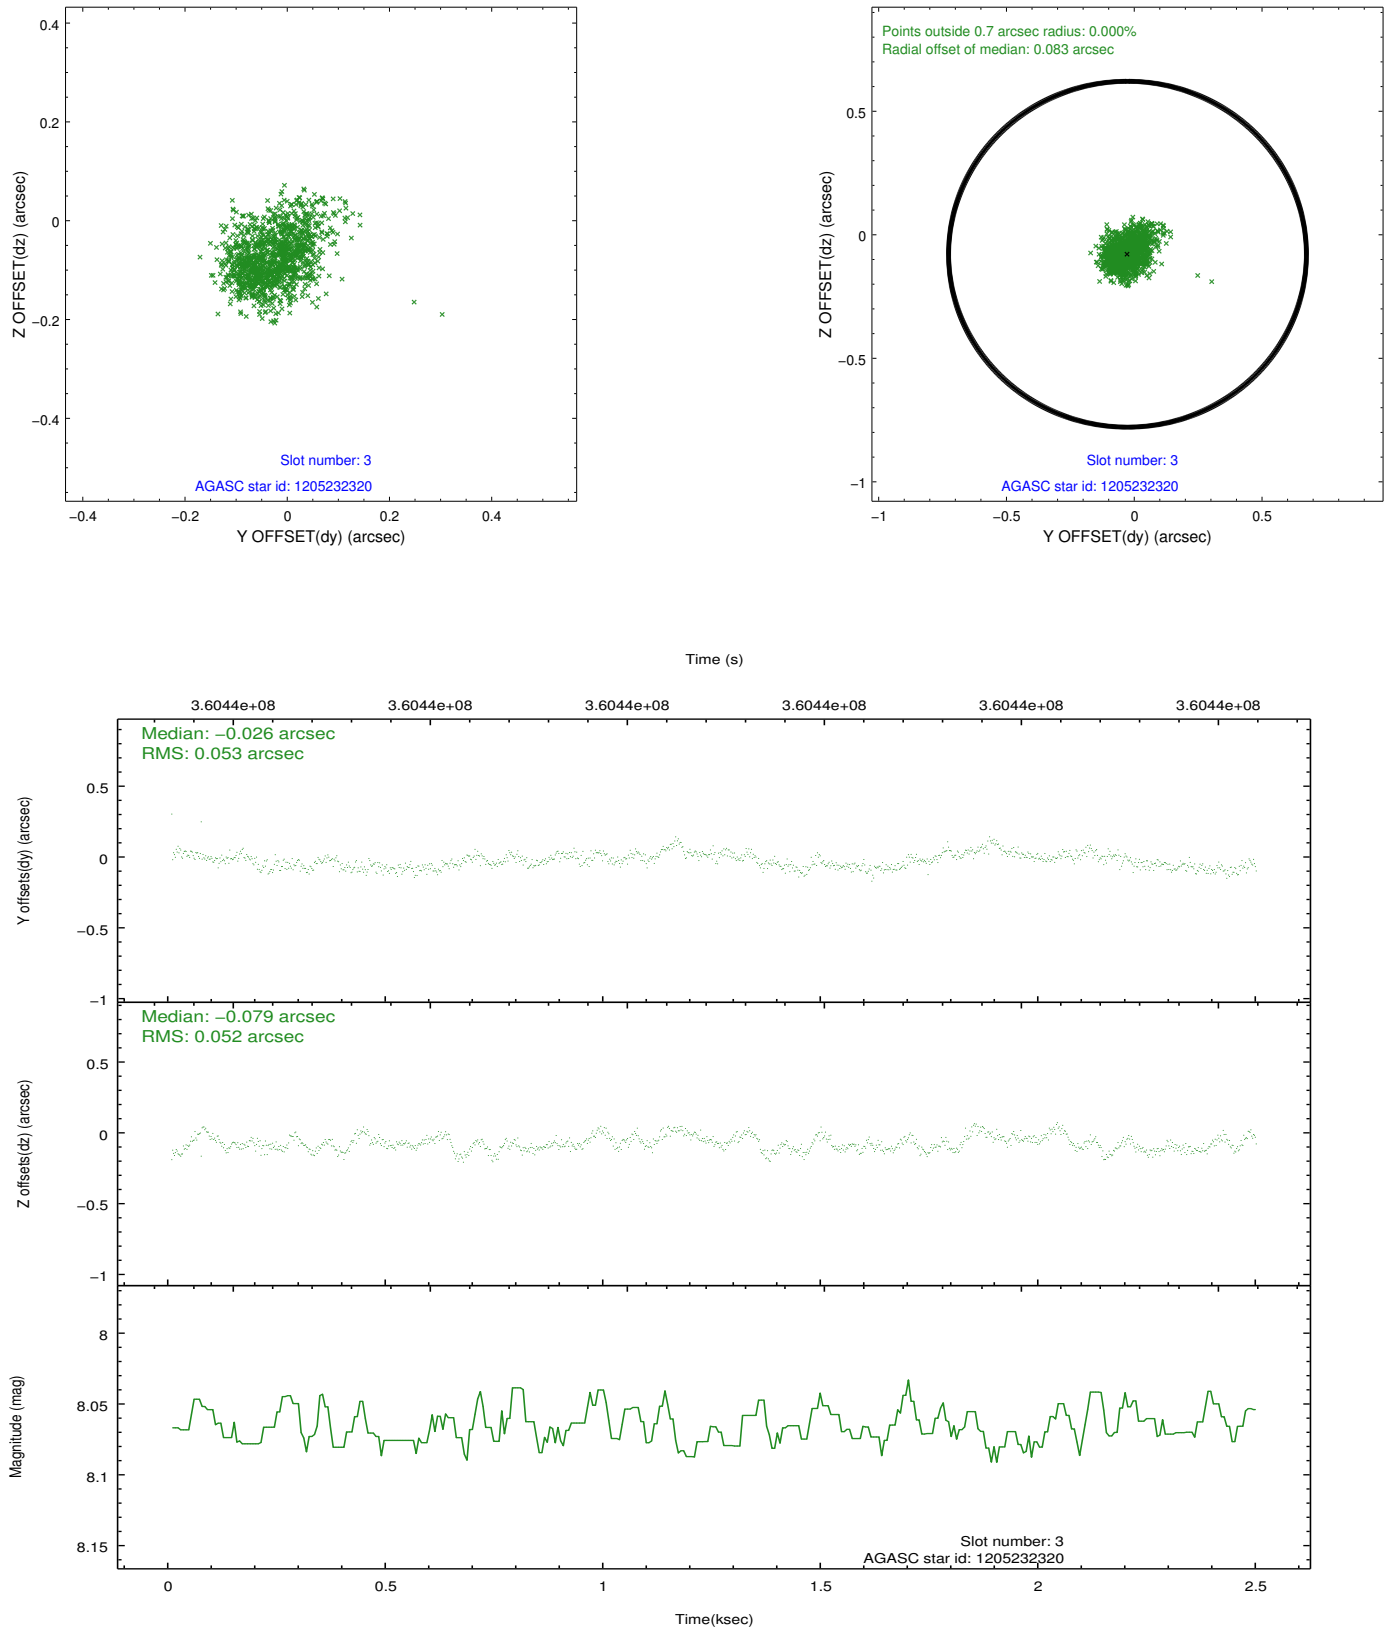 0.4
0.2
0
−0.2
−0.4
Z OFFSET(dz) (arcsec)
Slot number: 3
AGASC star id: 1205232320
−0.4 −0.2 0 0.2 0.4
Y OFFSET(dy) (arcsec)
Points outside 0.7 arcsec radius: 0.000%
Radial offset of median: 0.083 arcsec
0.5
0
−0.5
−1
Z OFFSET(dz) (arcsec)
Slot number: 3
AGASC star id: 1205232320
−1 −0.5 0 0.5
Y OFFSET(dy) (arcsec)
Time (s)
3.6044e+08 3.6044e+08 3.6044e+08 3.6044e+08 3.6044e+08 3.6044e+08
Median: −0.026 arcsec
RMS: 0.053 arcsec
0.5
0
−0.5
−1
Y offsets(dy) (arcsec)
Median: −0.079 arcsec
RMS: 0.052 arcsec
0.5
0
−0.5
−1
Z offsets(dz) (arcsec)
8
8.05
8.1
8.15
Magnitude (mag)
Slot number: 3
AGASC star id: 1205232320
0 0.5 1 1.5 2 2.5
Time(ksec)